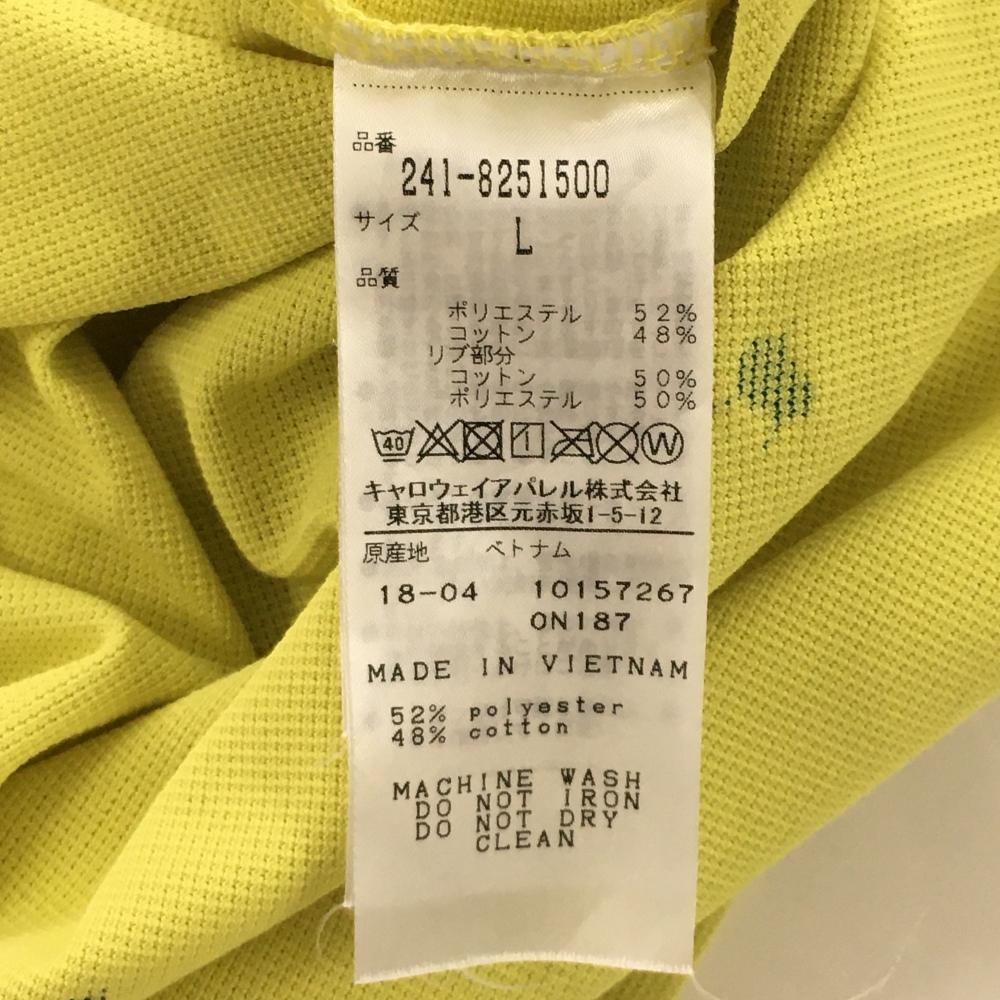 品番
241-8251500
サイズ
L
品質
ポリエステル 52%
コットン 48%
リブ部分
コットン 50%
ポリエステル 50%
40 W
キャロウェイアパレル株式会社
東京都港区元赤坂1-5-12
原産地 ベトナム
18-04 10157267
0N187
MADE IN VIETNAM
52% polyester
48% cotton
MACHINE WASH
DO NOT IRON
DO NOT DRY
CLEAN